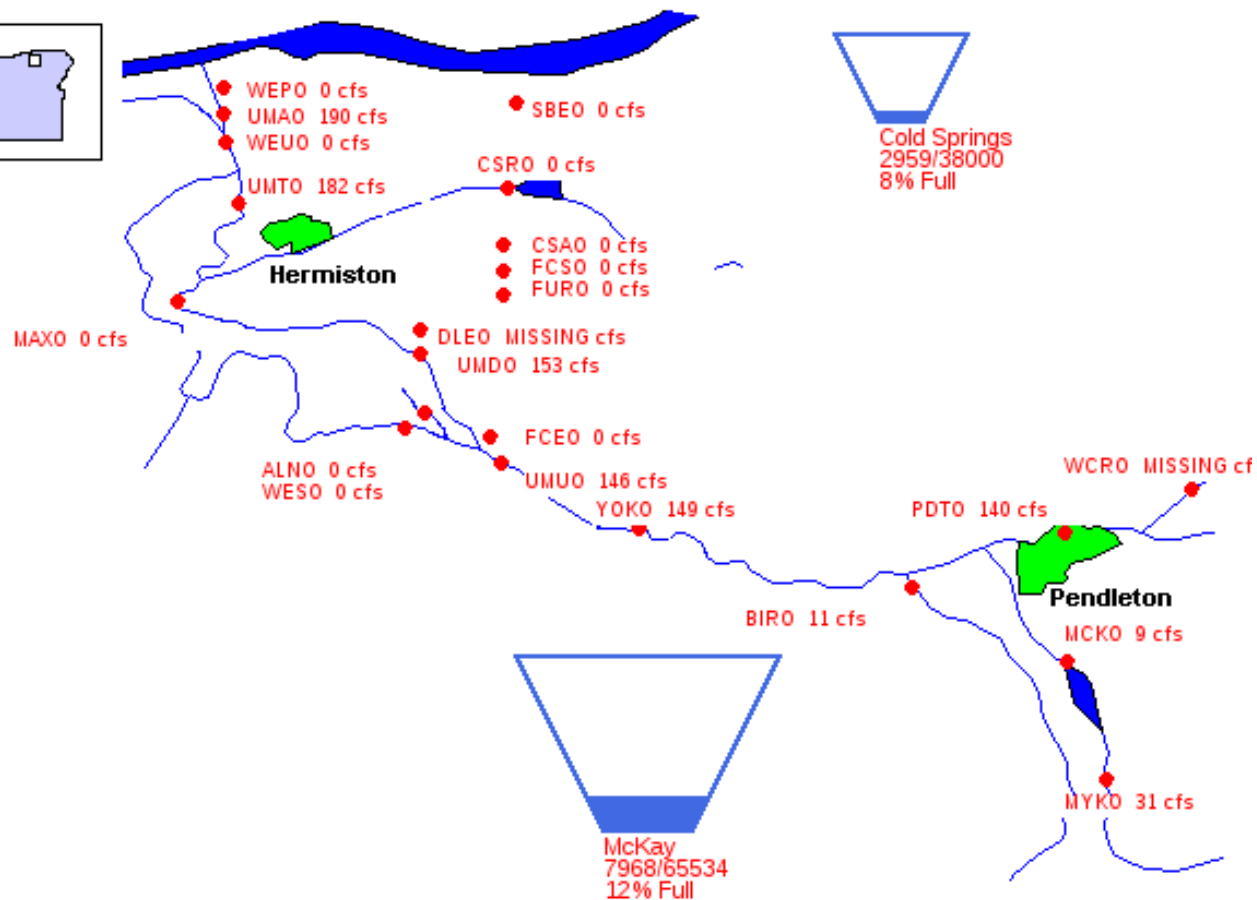 WEPO 0 cfs
UMAO 190 cfs
WEUO 0 cfs
SBEO 0 cfs
Cold Springs
2959/38000
8% Full
CSRO 0 cfs
UMTO 182 cfs
CSAO 0 cfs
FCSO 0 cfs
FURO 0 cfs
Hermiston
MAXO 0 cfs
DLEO MISSING cfs
UMDO 153 cfs
FCEO 0 cfs
ALNO 0 cfs
WESO 0 cfs
UMUO 146 cfs
YOKO 149 cfs
WCRO MISSING cf
PDTO 140 cfs
Pendleton
BIRO 11 cfs
MCKO 9 cfs
MYKO 31 cfs
McKay
7968/65534
12% Full